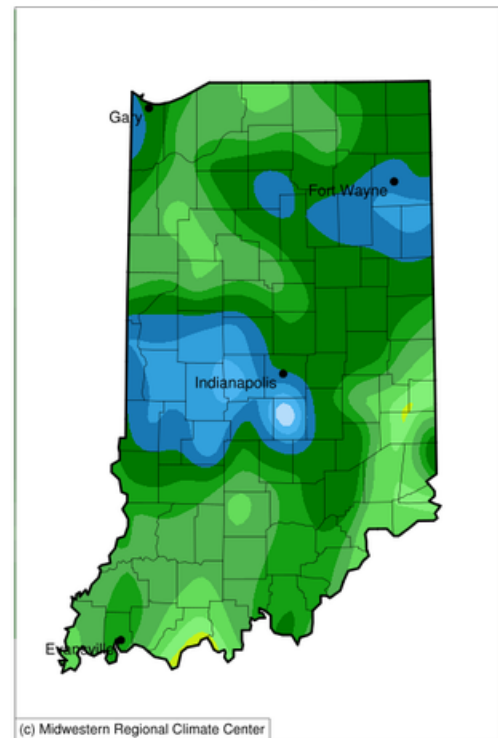 Gary
Fort Wayne
Indianapolis
Evansville
(c) Midwestern Regional Climate Center